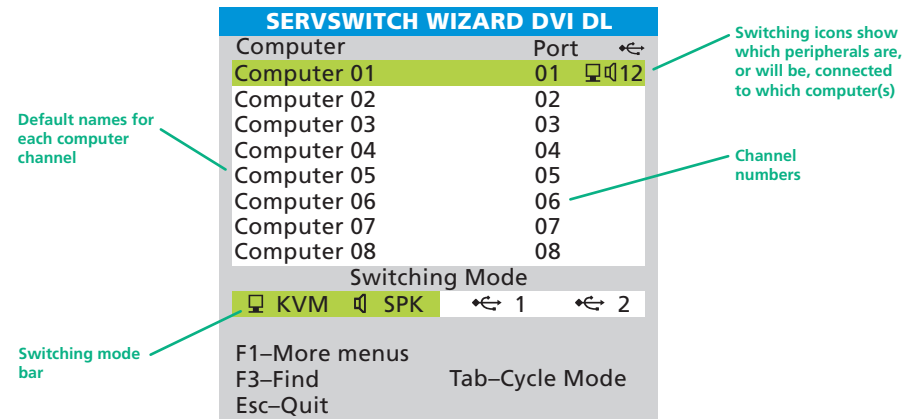 SERVSWITCH WIZARD DVI DL
Computer Port
Computer 01 01 12
Computer 02 02
Computer 03 03
Computer 04 04
Computer 05 05
Computer 06 06
Computer 07 07
Computer 08 08
Switching Mode
KVM SPK 1 2
F1–More menus
F3–Find Tab–Cycle Mode
Esc–Quit
Default names for
each computer
channel
Switching mode
bar
Switching icons show
which peripherals are,
or will be, connected
to which computer(s)
Channel
numbers